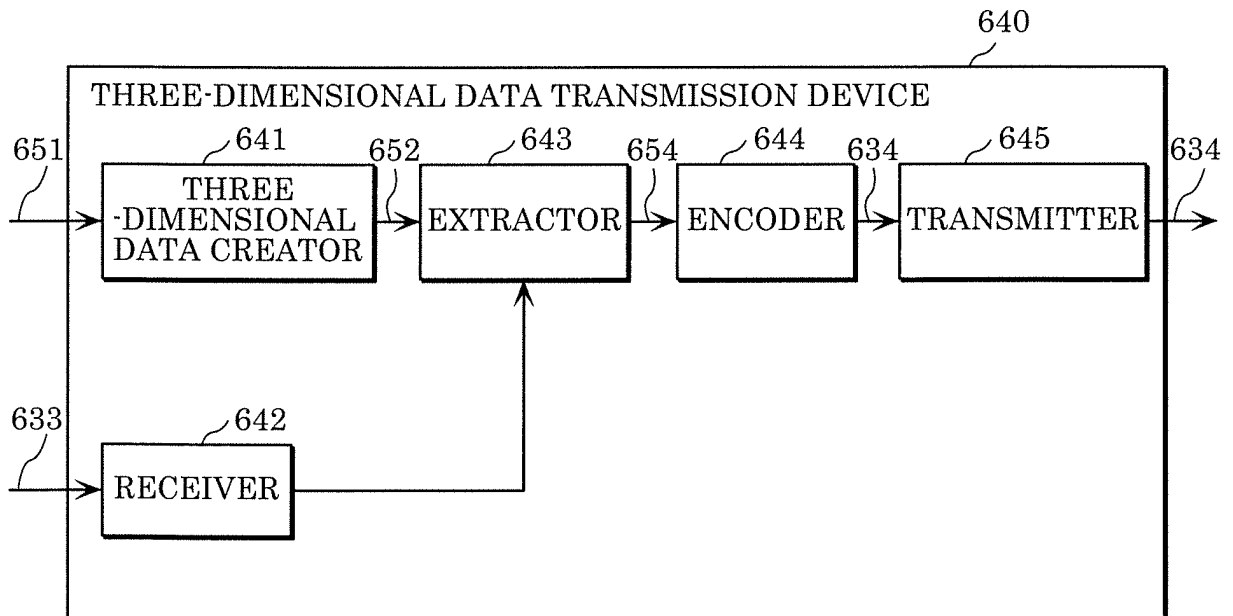 640
THREE-DIMENSIONAL DATA TRANSMISSION DEVICE
651
641
652
643
654
644
634
645
634
THREE
-DIMENSIONAL
DATA CREATOR
EXTRACTOR
ENCODER
TRANSMITTER
633
642
RECEIVER